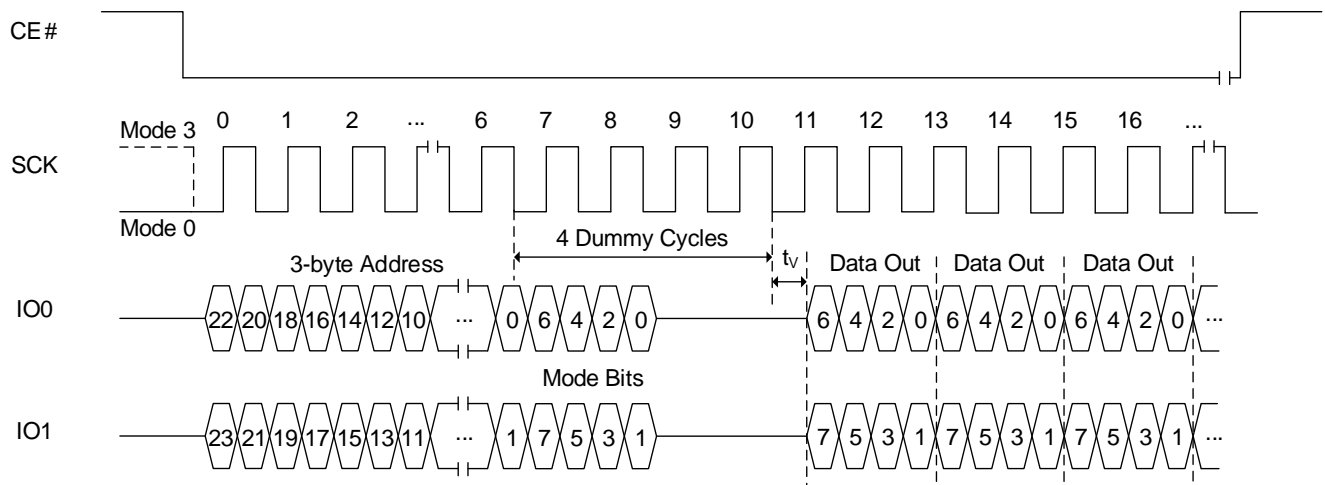 CE#
0 1 2 ... 6 7 8 9 10 11 12 13 14 15 16 ...
Mode 3
SCK
Mode 0
4 Dummy Cycles
3-byte Address
tV
Data Out Data Out Data Out
IO0
22 20 18 16 14 12 10 ... 0 6 4 2 0 6 4 2 0 6 4 2 0 6 4 2 0 ...
Mode Bits
IO1
23 21 19 17 15 13 11 ... 1 7 5 3 1 7 5 3 1 7 5 3 1 7 5 3 1 ...